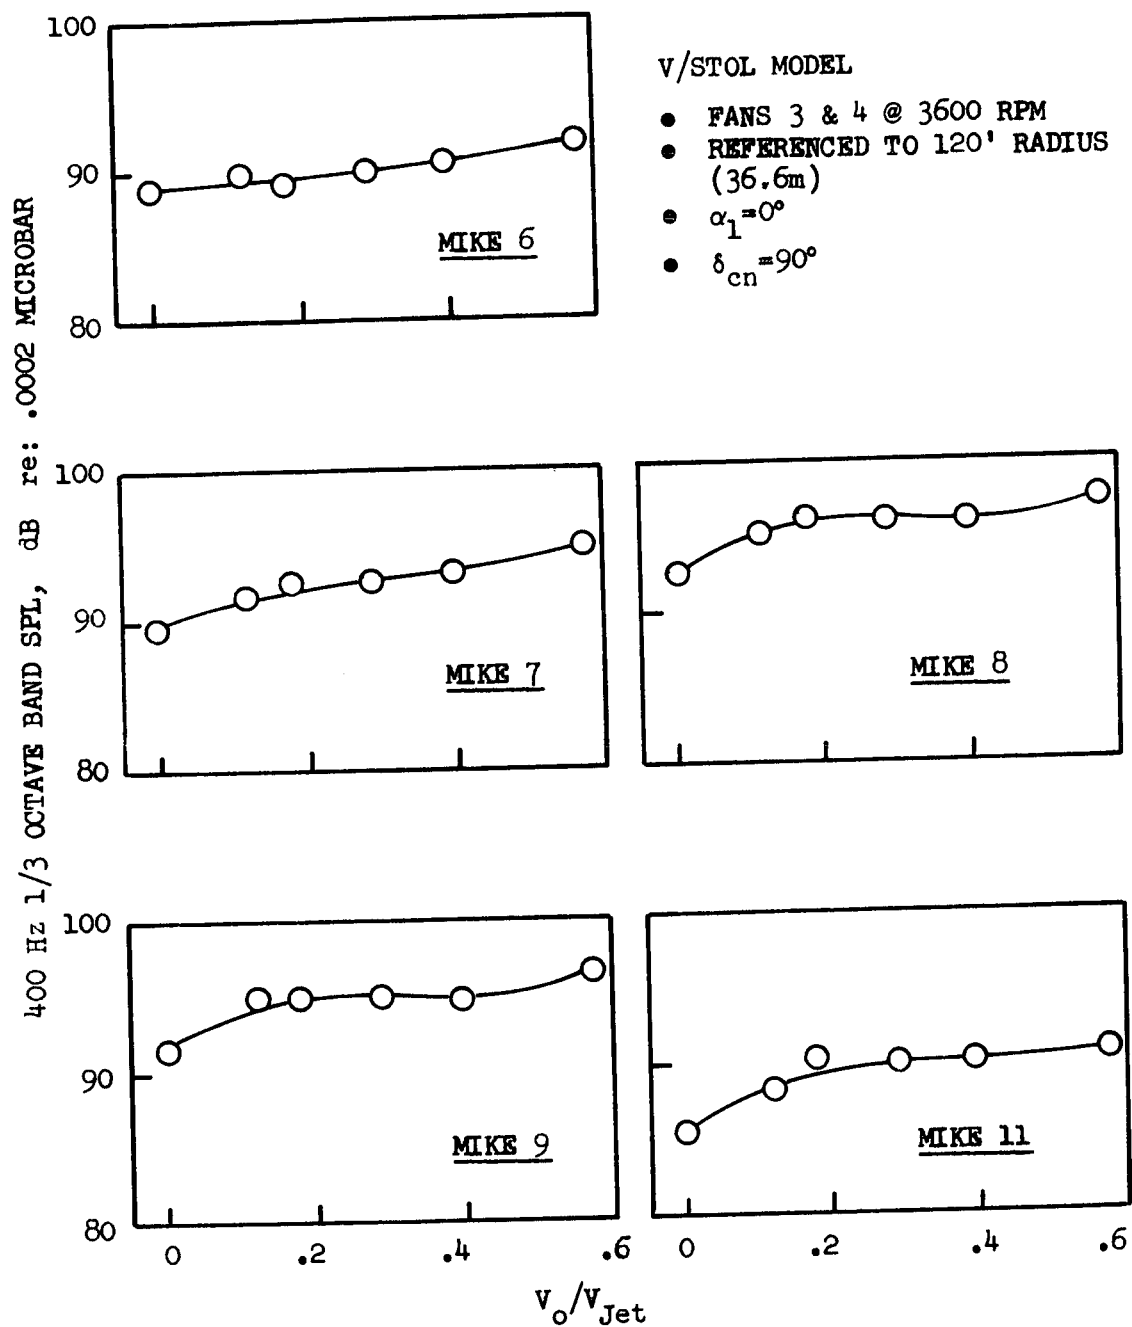 100
90
80
MIKE 6
V/STOL MODEL
● FANS 3 & 4 @ 3600 RPM
● REFERENCED TO 120' RADIUS
(36.6m)
● α1=0°
● δcn=90°
400 Hz 1/3 OCTAVE BAND SPL, dB re: .0002 MICROBAR
100
90
80
MIKE 7
MIKE 8
100
90
80
MIKE 9
MIKE 11
0 .2 .4 .6
0 .2 .4 .6
Vo/VJet